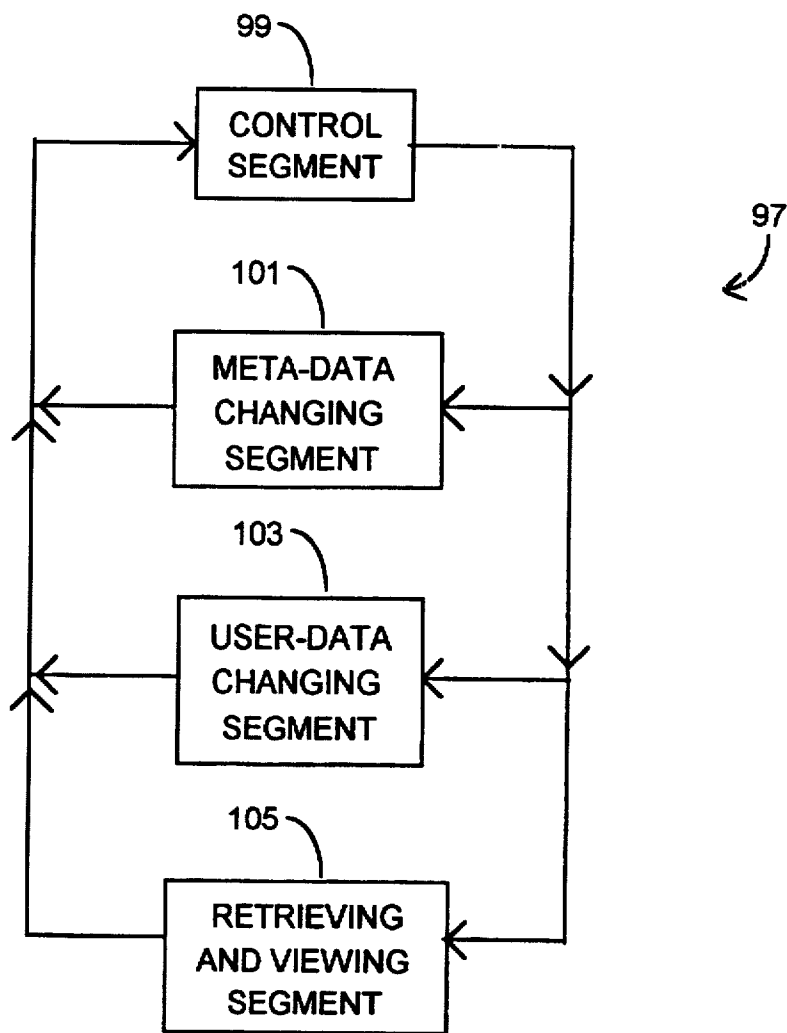 99
CONTROL
SEGMENT
97
101
META-DATA
CHANGING
SEGMENT
103
USER-DATA
CHANGING
SEGMENT
105
RETRIEVING
AND VIEWING
SEGMENT